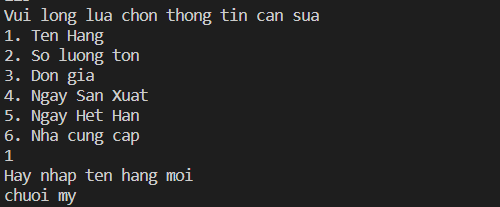 Vui long lua chon thong tin can sua
1. Ten Hang
2. So luong ton
3. Don gia
4. Ngay San Xuat
5. Ngay Het Han
6. Nha cung cap
1
Hay nhap ten hang moi
chuoi my